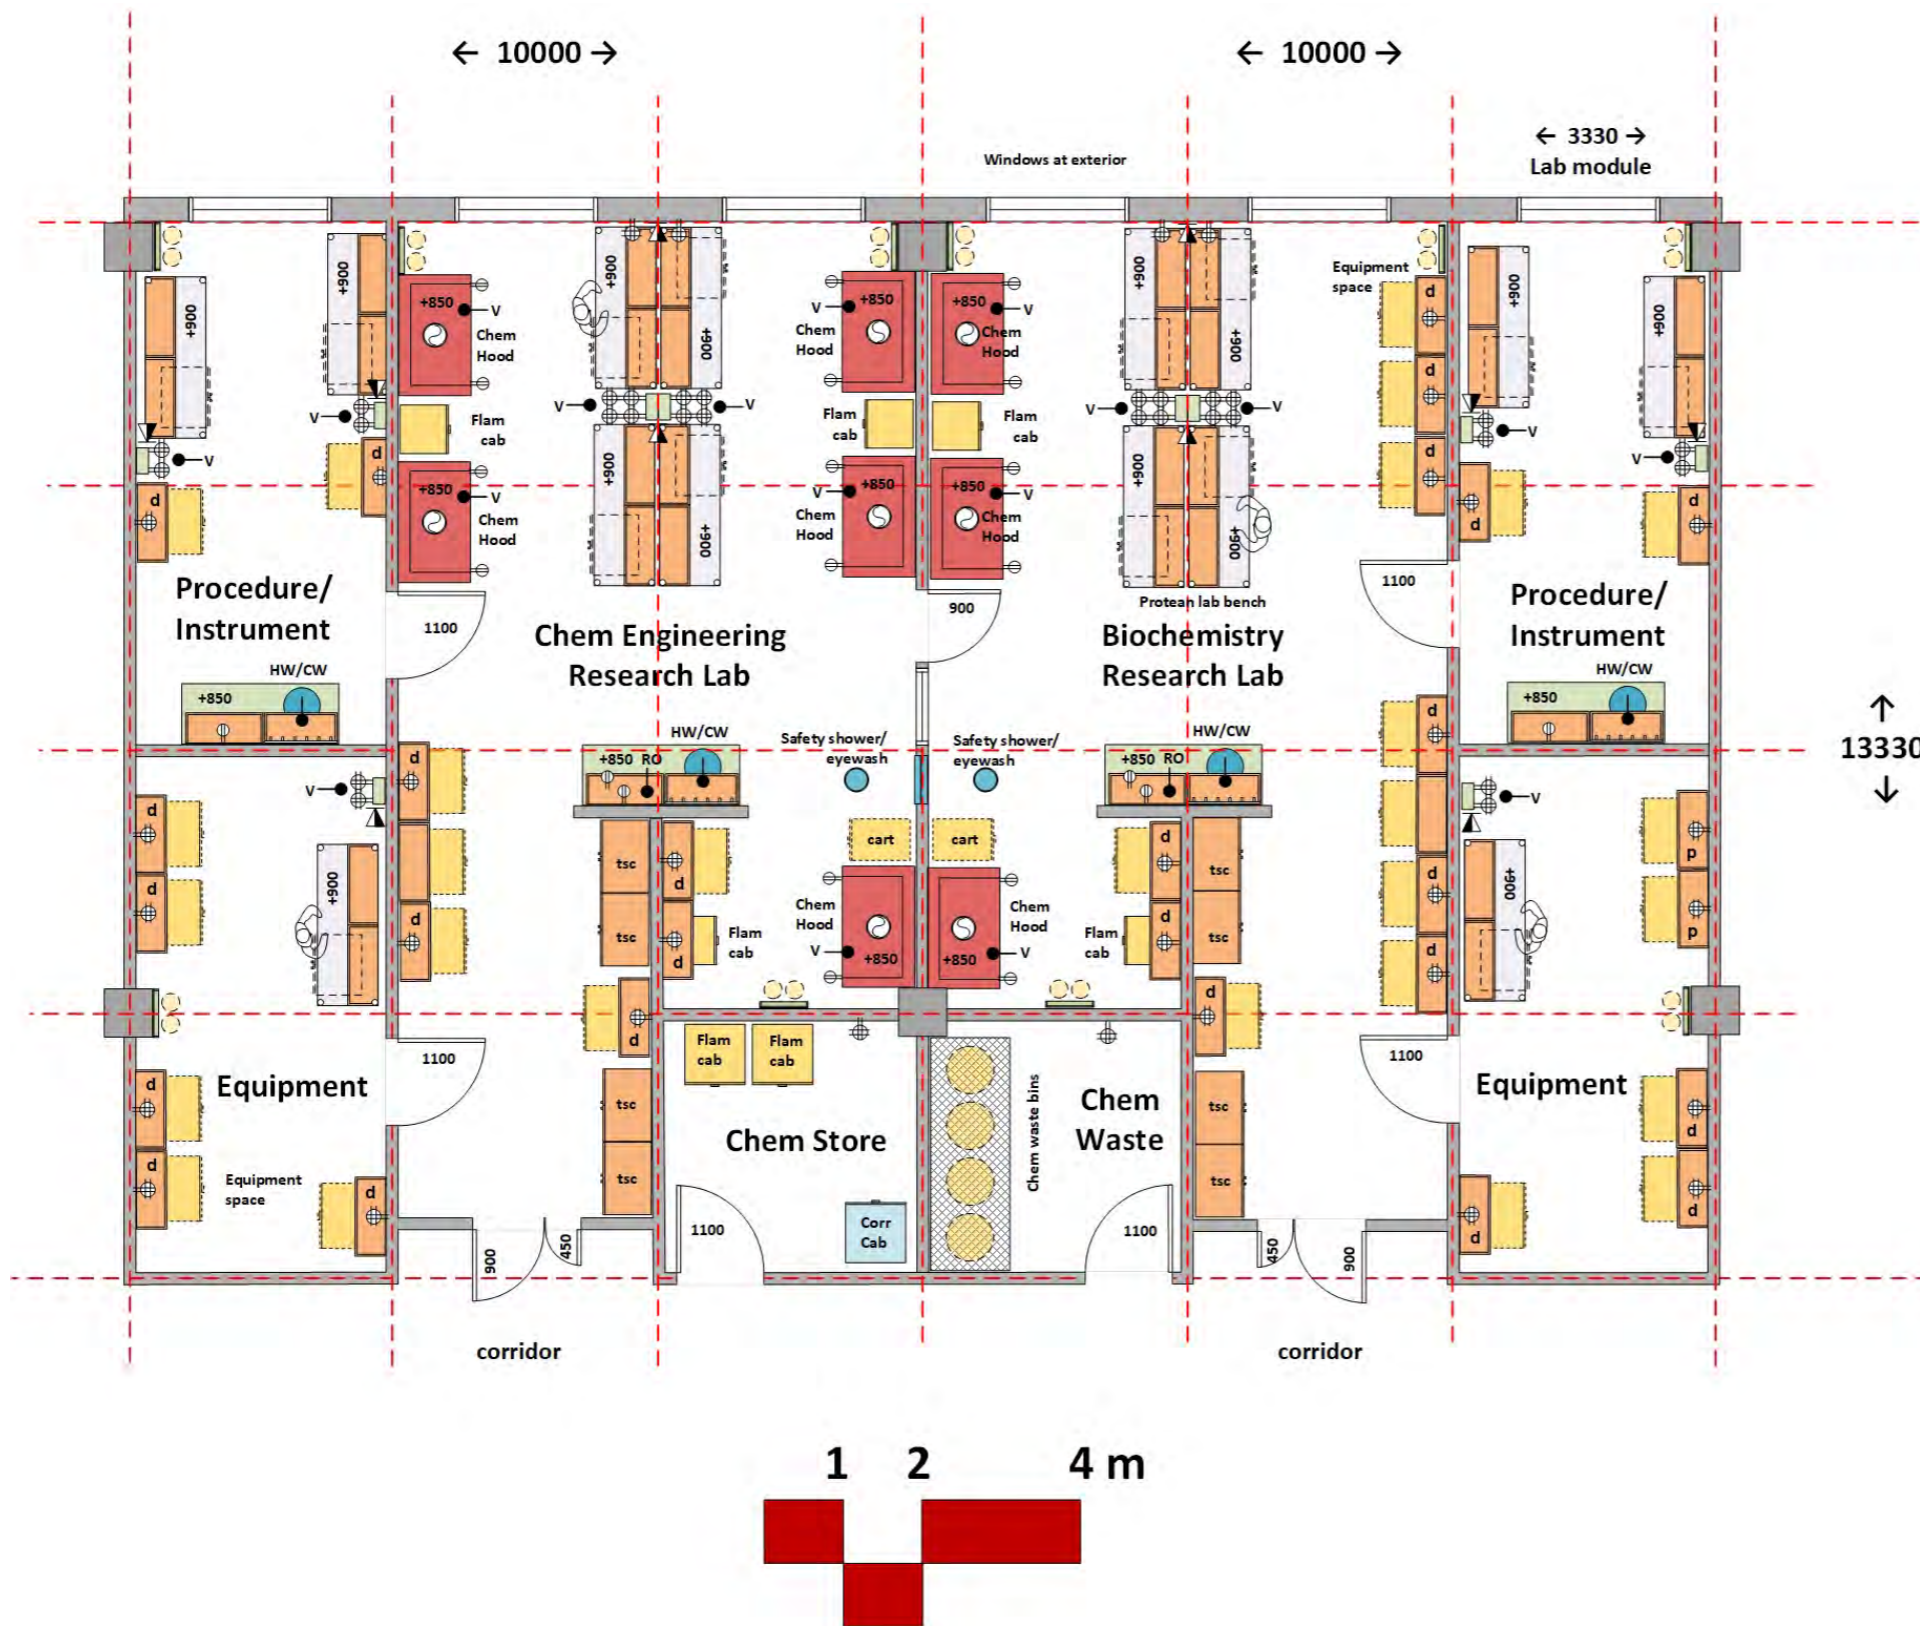 ← 10000 →
← 10000 →
← 3330 →
Lab module
Windows at exterior
+900
+900
+900
+900
+900
+900
+900
+900
+900
+900
+900
+900
Equipment
space
+850
V
Chem
Hood
V
+850
Chem
Hood
+850
V
Chem
Hood
d
d
d
V
V
V
V
V
V
V
V
Flam
cab
Flam
cab
Flam
cab
d
d
d
d
+850
V
Chem
Hood
V
+850
Chem
Hood
+850
V
Chem
Hood
Procedure/
Instrument
1100
Chem Engineering
Research Lab
900
Protean lab bench
Biochemistry
Research Lab
1100
Procedure/
Instrument
HW/CW
+850
HW/CW
+850
HW/CW
+850 RO
Safety shower/
eyewash
Safety shower/
eyewash
HW/CW
+850 RO
←
13330
→
V
V
d
d
d
d
d
d
d
d
cart
cart
tsc
tsc
tsc
tsc
d
d
d
d
p
p
+900
+900
Flam
cab
Chem
Hood
V
+850
Chem
Hood
V
+850
Flam
cab
d
d
1100
1100
Equipment
Equipment
Flam
cab
Flam
cab
Chem Store
Chem waste bins
Chem
Waste
d
d
d
d
tsc
tsc
tsc
tsc
Equipment
space
d
d
Corr
Cab
1100
1100
900
450
450
900
corridor
corridor
1 2 4 m